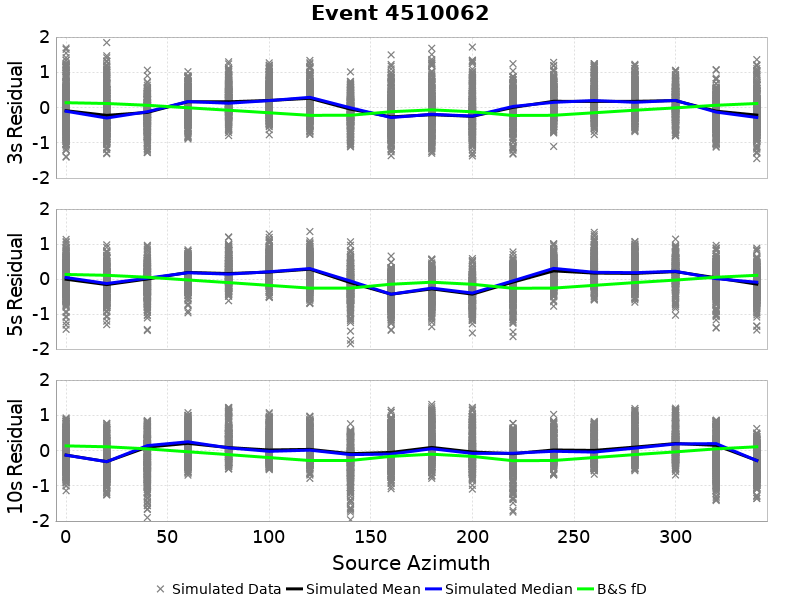 Event 4510062
3s Residual
2
1
0
-1
-2
5s Residual
2
1
0
-1
-2
10s Residual
2
1
0
-1
-2
0 50 100 150 200 250 300
Source Azimuth
Simulated Data Simulated Mean Simulated Median B&S fD